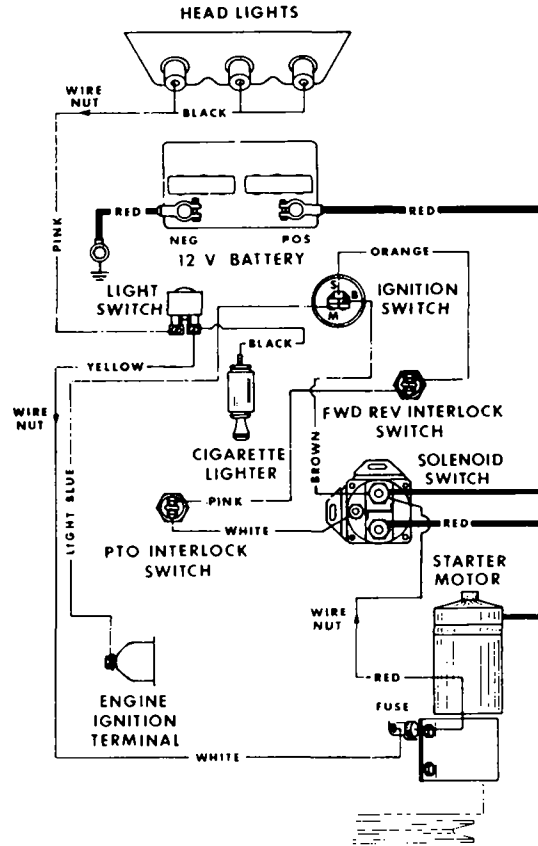 HEAD LIGHTS
WIRE
NUT
BLACK
PINK
RED
RED
NEG
POS
12 V BATTERY
ORANGE
LIGHT
SWITCH
S
B
M
IGNITION
SWITCH
BLACK
YELLOW
WIRE
NUT
CIGARETTE
LIGHTER
FWD REV INTERLOCK
SWITCH
BROWN
SOLENOID
SWITCH
LIGHT BLUE
PINK
WHITE
RED
PTO INTERLOCK
SWITCH
STARTER
MOTOR
WIRE
NUT
RED
ENGINE
IGNITION
TERMINAL
FUSE
WHITE